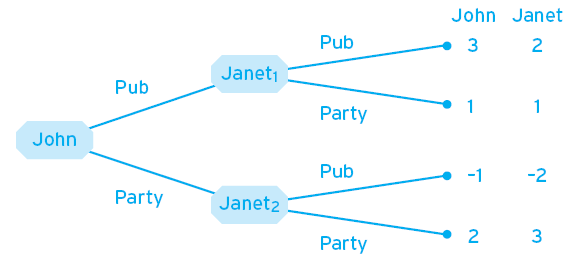 John Janet
Pub 3 2
Janet1
Pub
Party 1 1
John
Pub -1 -2
Party
Janet2
Party 2 3